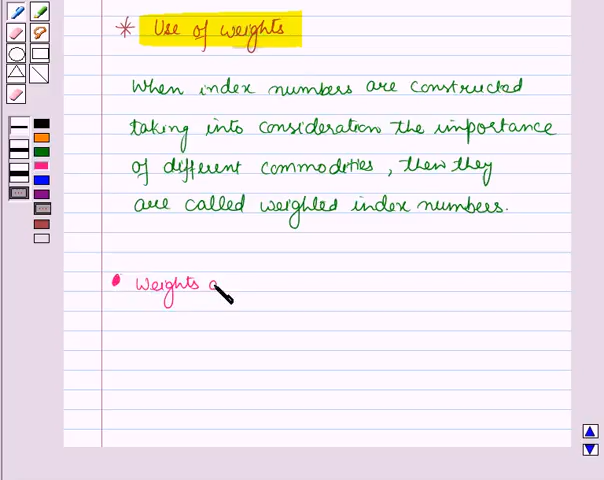 * Use of weights
When index numbers are constructed
taking into consideration the importance
of different commodities, then they
are called weighted index numbers.
• Weights a